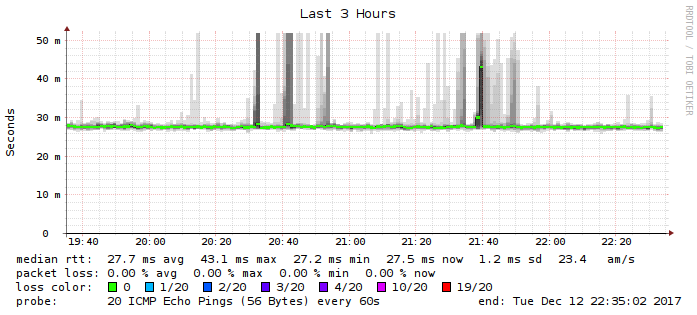 Last 3 Hours
RRDTOOL / TOBI OETIKER
Seconds
50 m
40 m
30 m
20 m
10 m
0
19:40 20:00 20:20 20:40 21:00 21:20 21:40 22:00 22:20
median rtt: 27.7 ms avg 43.1 ms max 27.2 ms min 27.5 ms now 1.2 ms sd 23.4 am/s
packet loss: 0.00 % avg 0.00 % max 0.00 % min 0.00 % now
loss color: 0 1/20 2/20 3/20 4/20 10/20 19/20
probe: 20 ICMP Echo Pings (56 Bytes) every 60s end: Tue Dec 12 22:35:02 2017